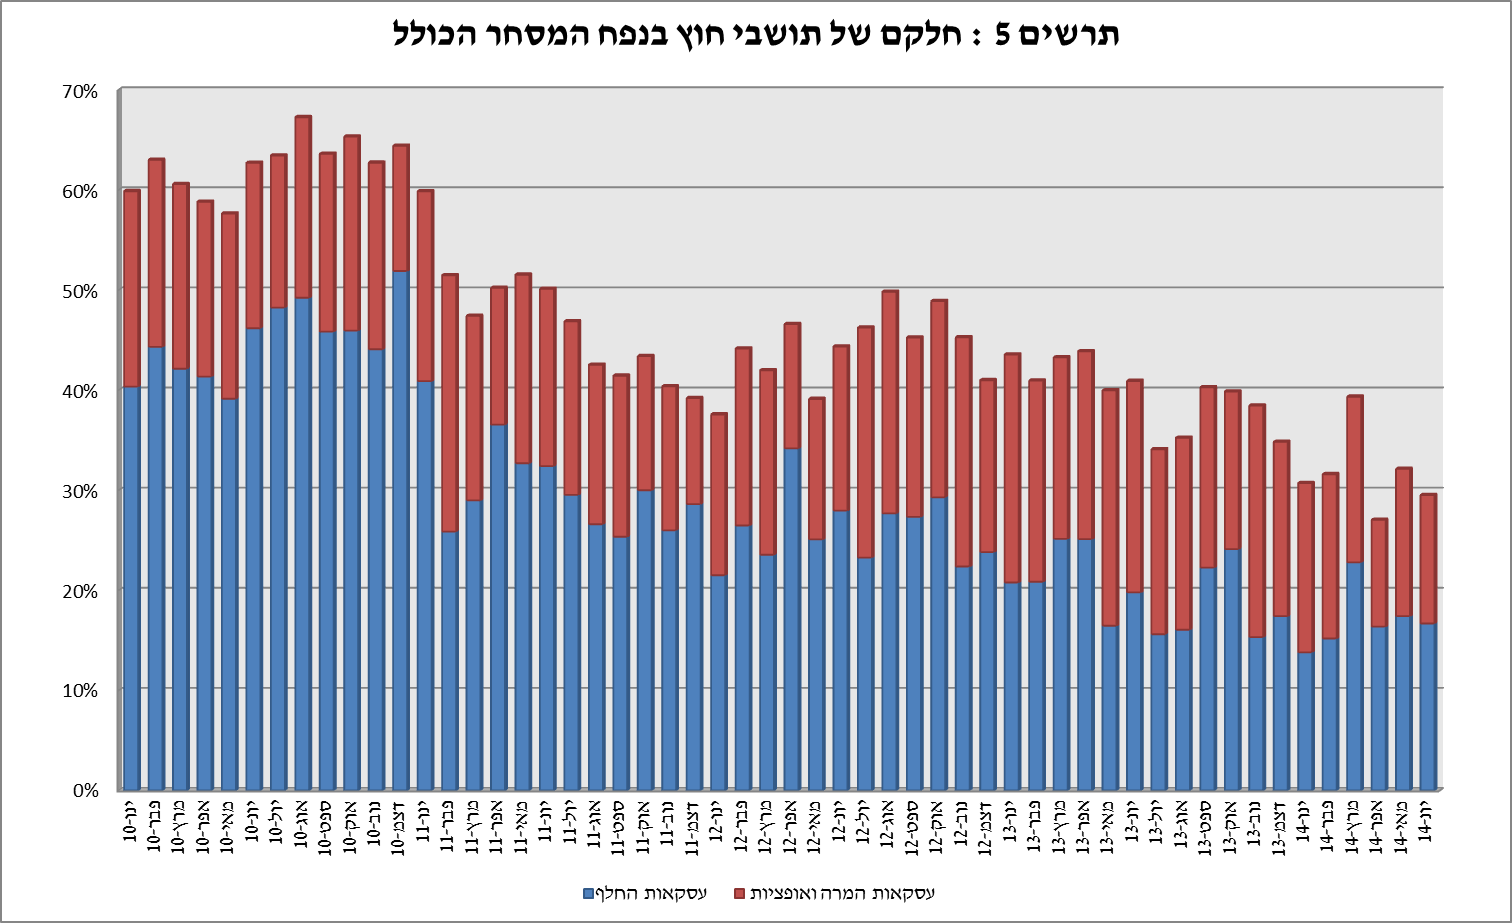 תרשים 5 : חלקם של תושבי חוץ בנפח המסחר הכולל
70%
60%
50%
40%
30%
20%
10%
0%
ינו-10
פבר-10
מרץ-10
אפר-10
מאי-10
יונ-10
יול-10
אוג-10
ספט-10
אוק-10
נוב-10
דצמ-10
ינו-11
פבר-11
מרץ-11
אפר-11
מאי-11
יונ-11
יול-11
אוג-11
ספט-11
אוק-11
נוב-11
דצמ-11
ינו-12
פבר-12
מרץ-12
אפר-12
מאי-12
יונ-12
יול-12
אוג-12
ספט-12
אוק-12
נוב-12
דצמ-12
ינו-13
פבר-13
מרץ-13
אפר-13
מאי-13
יונ-13
יול-13
אוג-13
ספט-13
אוק-13
נוב-13
דצמ-13
ינו-14
פבר-14
מרץ-14
אפר-14
מאי-14
יונ-14
עסקאות המרה ואופציות
עסקאות החלף